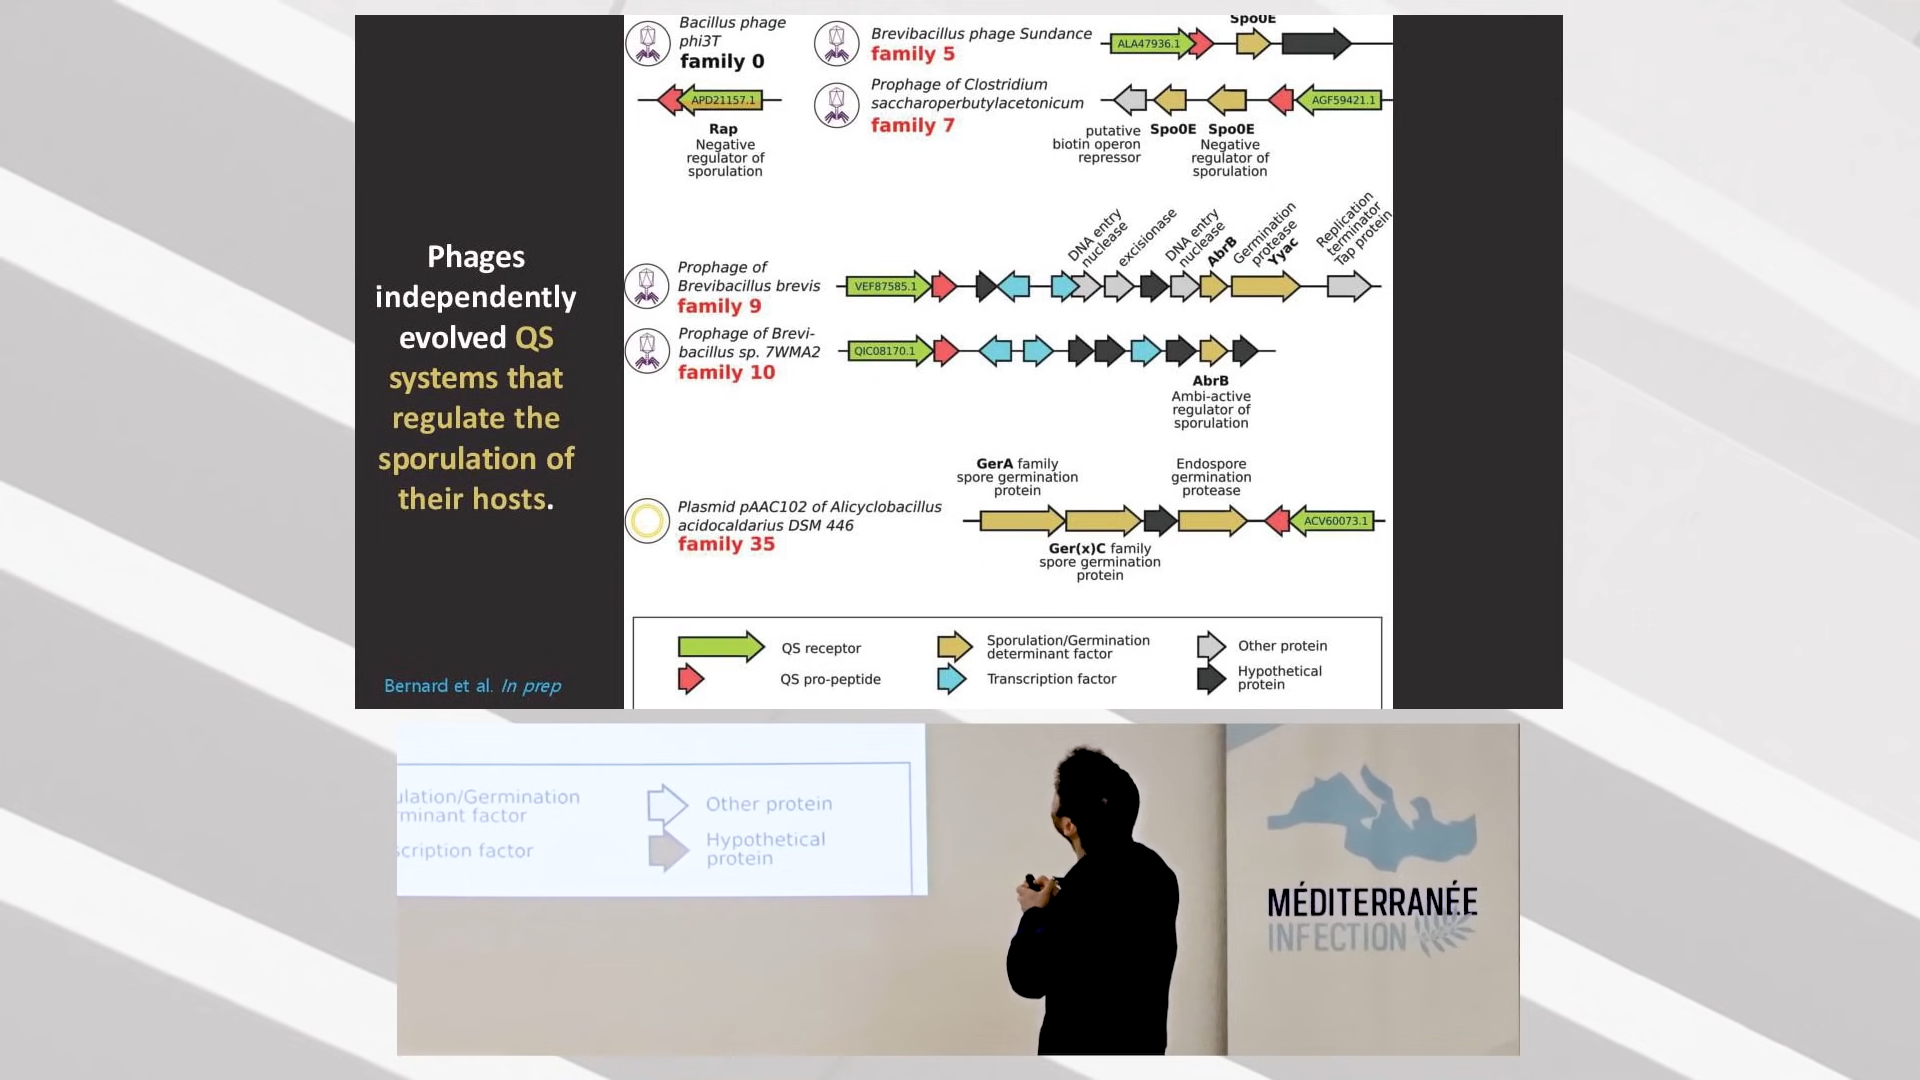 Phages
independently
evolved QS
systems that
regulate the
sporulation of
their hosts.
Bernard et al. In prep
Bacillus phage
phi3T
family 0
APD21157.1
Rap
Negative
regulator of
sporulation
Brevibacillus phage Sundance
family 5
ALA47936.1
Spo0E
Prophage of Clostridium
saccharoperbutylacetonicum
family 7
AGF59421.1
putative
biotin operon
repressor
Spo0E
Spo0E
Negative
regulator of
sporulation
Prophage of
Brevibacillus brevis
family 9
VEF87585.1
DNA entry
nuclease
excisionase
DNA entry
nuclease
AbrB
Germination
protease
Yyac
Replication
terminator
Tap protein
Prophage of Brevi-
bacillus sp. 7WMA2
family 10
QIC08170.1
AbrB
Ambi-active
regulator of
sporulation
Plasmid pAAC102 of Alicyclobacillus
acidocaldarius DSM 446
family 35
GerA family
spore germination
protein
Endospore
germination
protease
ACV60073.1
Ger(x)C family
spore germination
protein
QS receptor
QS pro-peptide
Sporulation/Germination
determinant factor
Transcription factor
Other protein
Hypothetical
protein
ulation/Germination
rminant factor
scription factor
Other protein
Hypothetical
protein
MÉDITERRANÉE
INFECTION